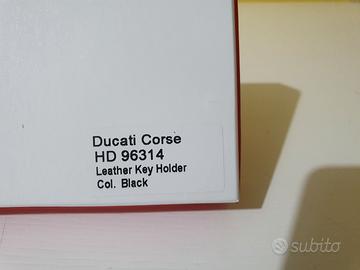 Ducati Corse
HD 96314
Leather Key Holder
Col. Black
subito